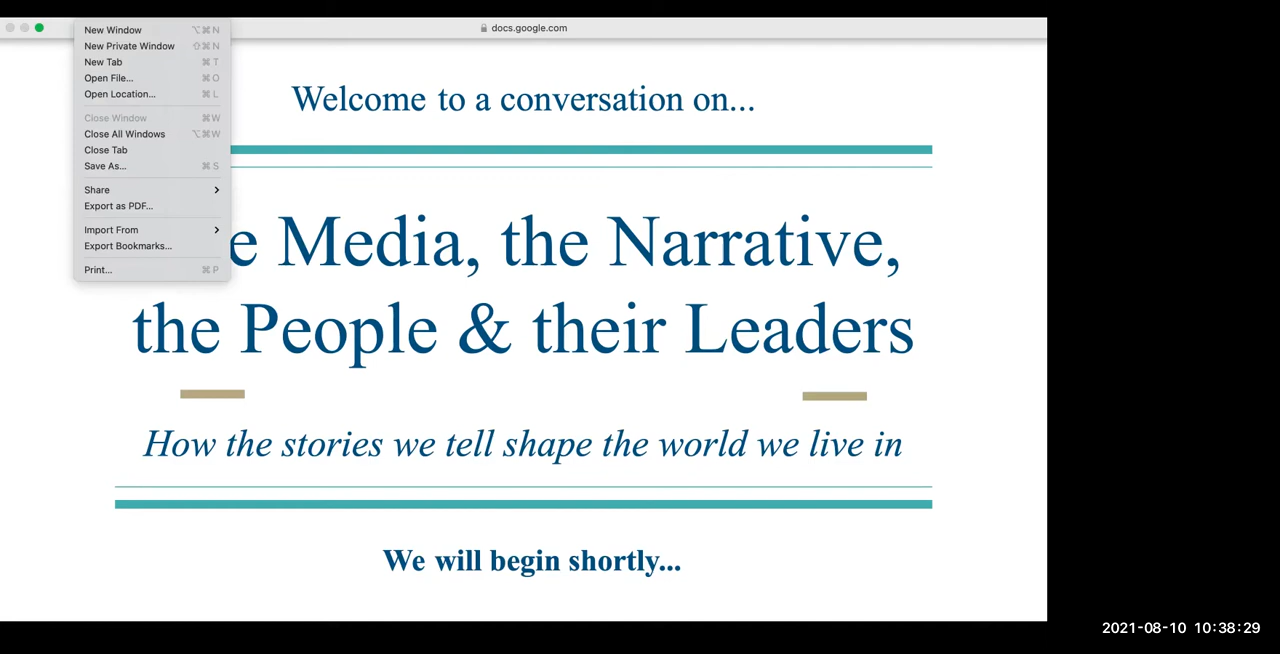 docs.google.com
New Window ⌥⌘N
New Private Window ⇧⌘N
New Tab ⌘T
Open File... ⌘O
Open Location... ⌘L
Close Window ⌘W
Close All Windows ⌥⌘W
Close Tab
Save As... ⌘S
Share
Export as PDF...
Import From
Export Bookmarks...
Print... ⌘P
Welcome to a conversation on...
e Media, the Narrative,
the People & their Leaders
How the stories we tell shape the world we live in
We will begin shortly...
2021-08-10 10:38:29